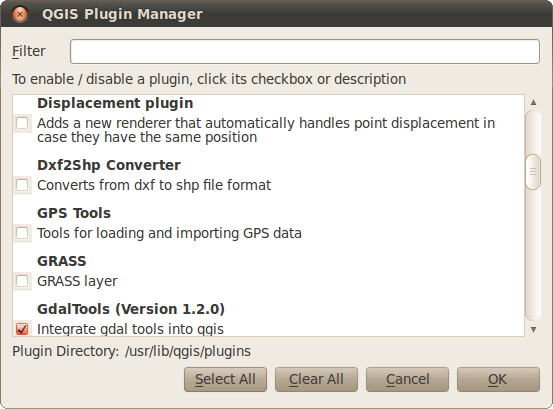 QGIS Plugin Manager
Filter
To enable / disable a plugin, click its checkbox or description
Displacement plugin
Adds a new renderer that automatically handles point displacement in
case they have the same position
Dxf2Shp Converter
Converts from dxf to shp file format
GPS Tools
Tools for loading and importing GPS data
GRASS
GRASS layer
GdalTools (Version 1.2.0)
Integrate gdal tools into qgis
Plugin Directory: /usr/lib/qgis/plugins
Select All Clear All Cancel OK